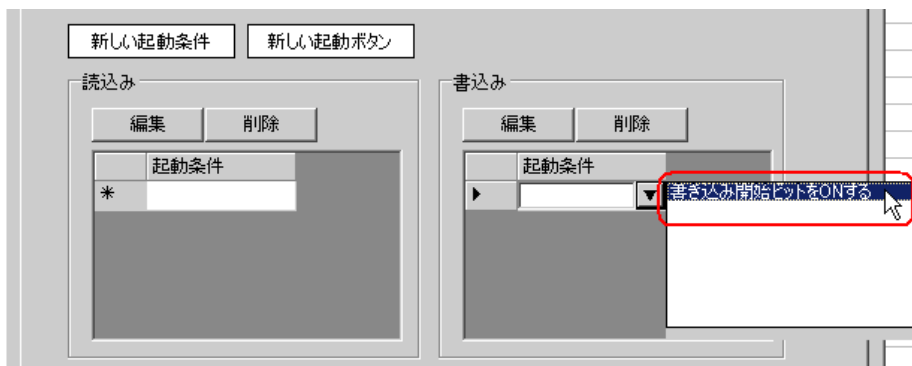 新しい起動条件 新しい起動ボタン
読込み
編集 削除
起動条件
*
書込み
編集 削除
起動条件
書き込み開始ビットをONする